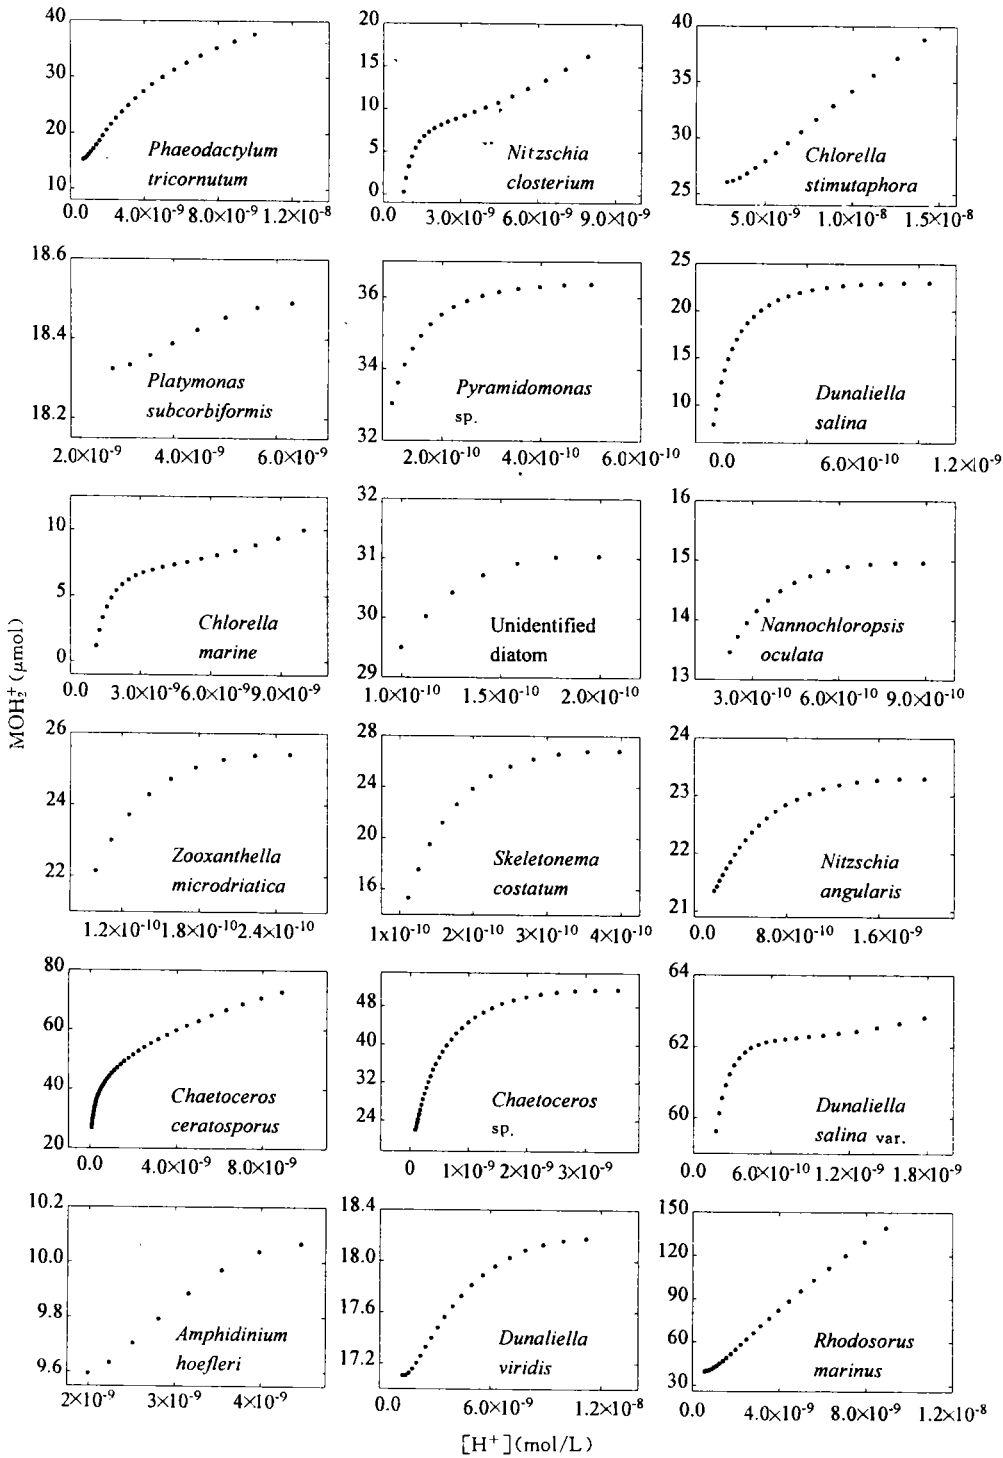 40
30
20
10
Phaeodactylum
tricornutum
0.0 4.0×10⁻⁹ 8.0×10⁻⁹ 1.2×10⁻⁸
20
15
10
5
0
Nitzschia
closterium
0.0 3.0×10⁻⁹ 6.0×10⁻⁹ 9.0×10⁻⁹
40
35
30
25
Chlorella
stimutaphora
5.0×10⁻⁹ 1.0×10⁻⁸ 1.5×10⁻⁸
18.6
18.4
18.2
Platymonas
subcorbiformis
2.0×10⁻⁹ 4.0×10⁻⁹ 6.0×10⁻⁹
36
34
32
Pyramidomonas
sp.
2.0×10⁻¹⁰ 4.0×10⁻¹⁰ 6.0×10⁻¹⁰
25
20
15
10
Dunaliella
salina
0.0 6.0×10⁻¹⁰ 1.2×10⁻⁹
10
5
0
Chlorella
marine
0.0 3.0×10⁻⁹ 6.0×10⁻⁹ 9.0×10⁻⁹
32
31
30
29
Unidentified
diatom
1.0×10⁻¹⁰ 1.5×10⁻¹⁰ 2.0×10⁻¹⁰
16
15
14
13
Nannochloropsis
oculata
3.0×10⁻¹⁰ 6.0×10⁻¹⁰ 9.0×10⁻¹⁰
MOH₂⁺ (μmol)
26
24
22
Zooxanthella
microdriatica
1.2×10⁻¹⁰ 1.8×10⁻¹⁰ 2.4×10⁻¹⁰
28
24
20
16
Skeletonema
costatum
1x10⁻¹⁰ 2×10⁻¹⁰ 3×10⁻¹⁰ 4×10⁻¹⁰
24
23
22
21
Nitzschia
angularis
0.0 8.0×10⁻¹⁰ 1.6×10⁻⁹
80
60
40
20
Chaetoceros
ceratosporus
0.0 4.0×10⁻⁹ 8.0×10⁻⁹
48
40
32
24
Chaetoceros
sp.
0 1×10⁻⁹ 2×10⁻⁹ 3×10⁻⁹
64
62
60
Dunaliella
salina var.
6.0×10⁻¹⁰ 1.2×10⁻⁹ 1.8×10⁻⁹
10.2
10.0
9.8
9.6
Amphidinium
hoefleri
2×10⁻⁹ 3×10⁻⁹ 4×10⁻⁹
18.4
18.0
17.6
17.2
Dunaliella
viridis
0.0 6.0×10⁻⁹ 1.2×10⁻⁸
150
120
90
60
30
Rhodosorus
marinus
0.0 4.0×10⁻⁹ 8.0×10⁻⁹ 1.2×10⁻⁸
[H⁺](mol/L)